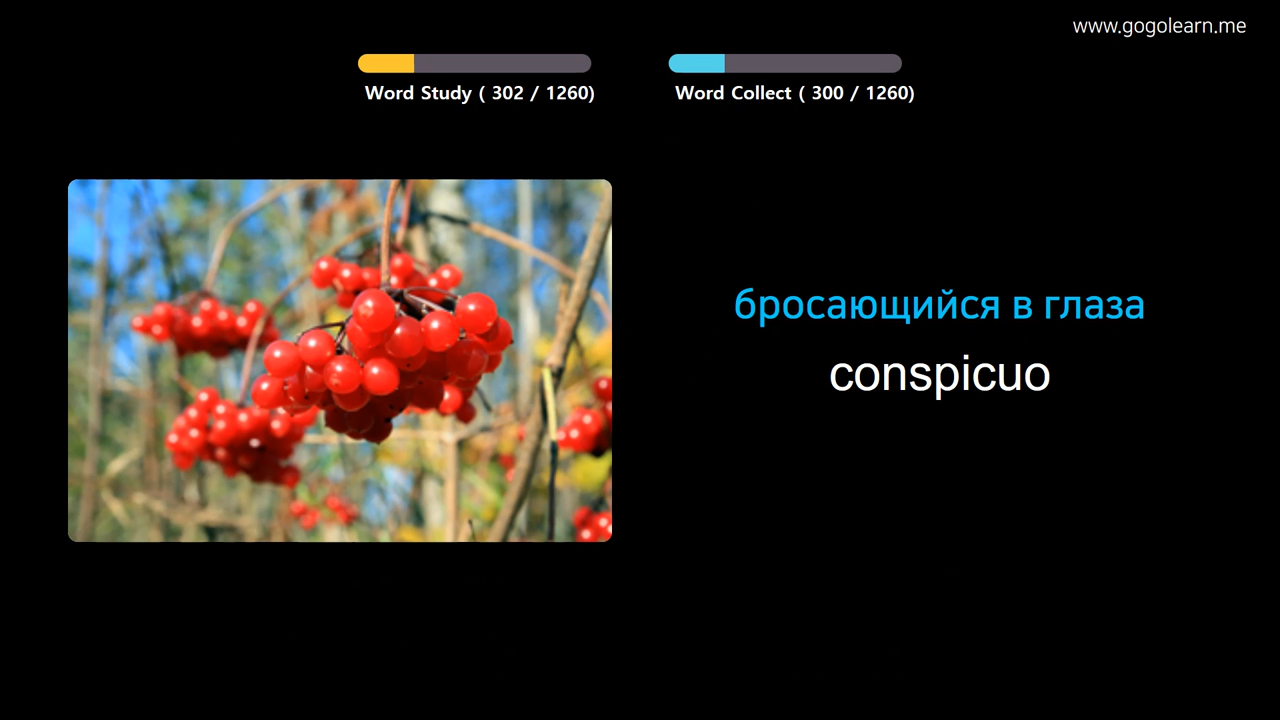 www.gogolearn.me
Word Study ( 302 / 1260)
Word Collect ( 300 / 1260)
бросающийся в глаза
conspicuo